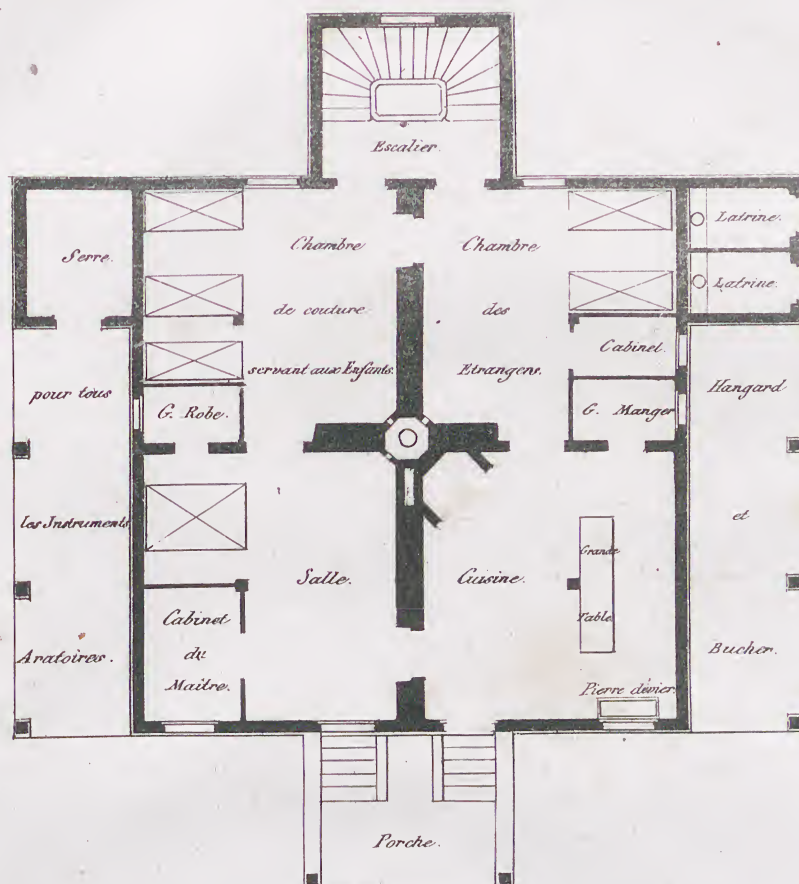 Escalier.
Serre.
Chambre
de couture
servant aux Enfants.
Chambre
des
Etrangers.
Latrine.
Latrine.
Cabinet.
G. Manger
G. Robe.
pour tous
les Instruments
Aratoires.
Hangard
et
Bucher.
Salle.
Cuisine.
Grande
Table
Cabinet
du
Maitre.
Pierre d'évier.
Porche.